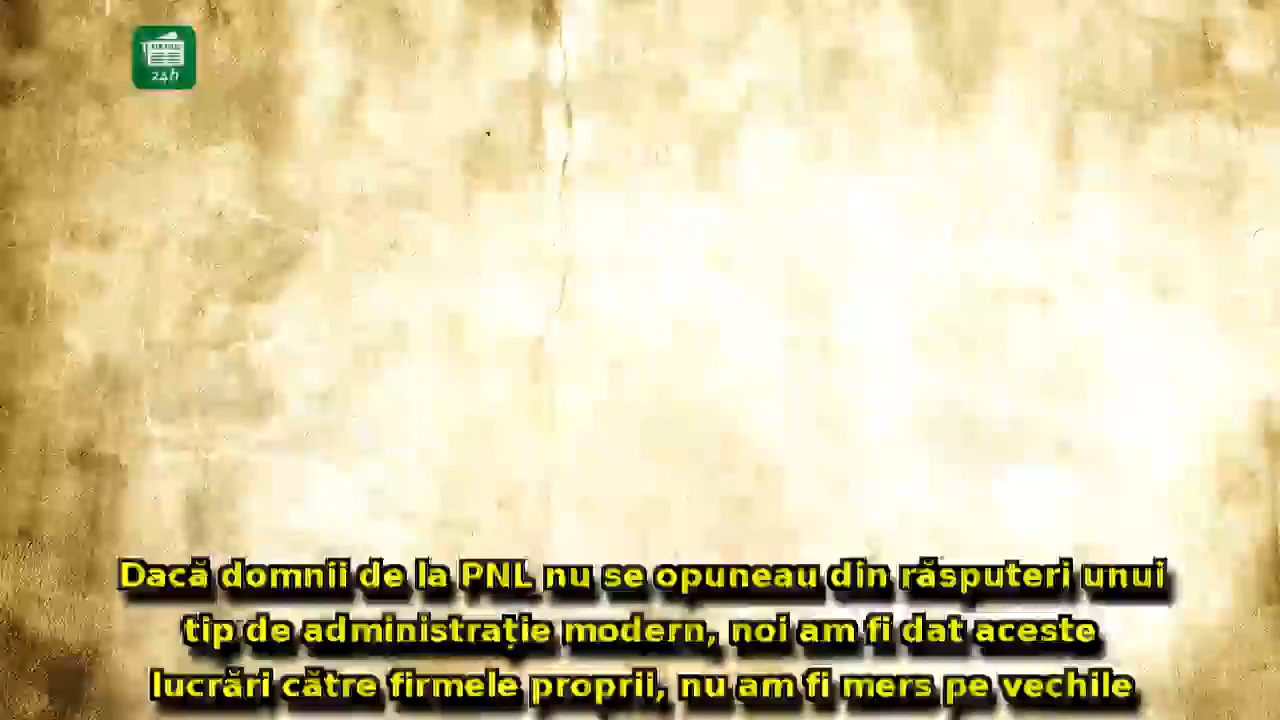 24h
Dacă domnii de la PNL nu se opuneau din răsputeri unui
tip de administrație modern, noi am fi dat aceste
lucrări către firmele proprii, nu am fi mers pe vechile